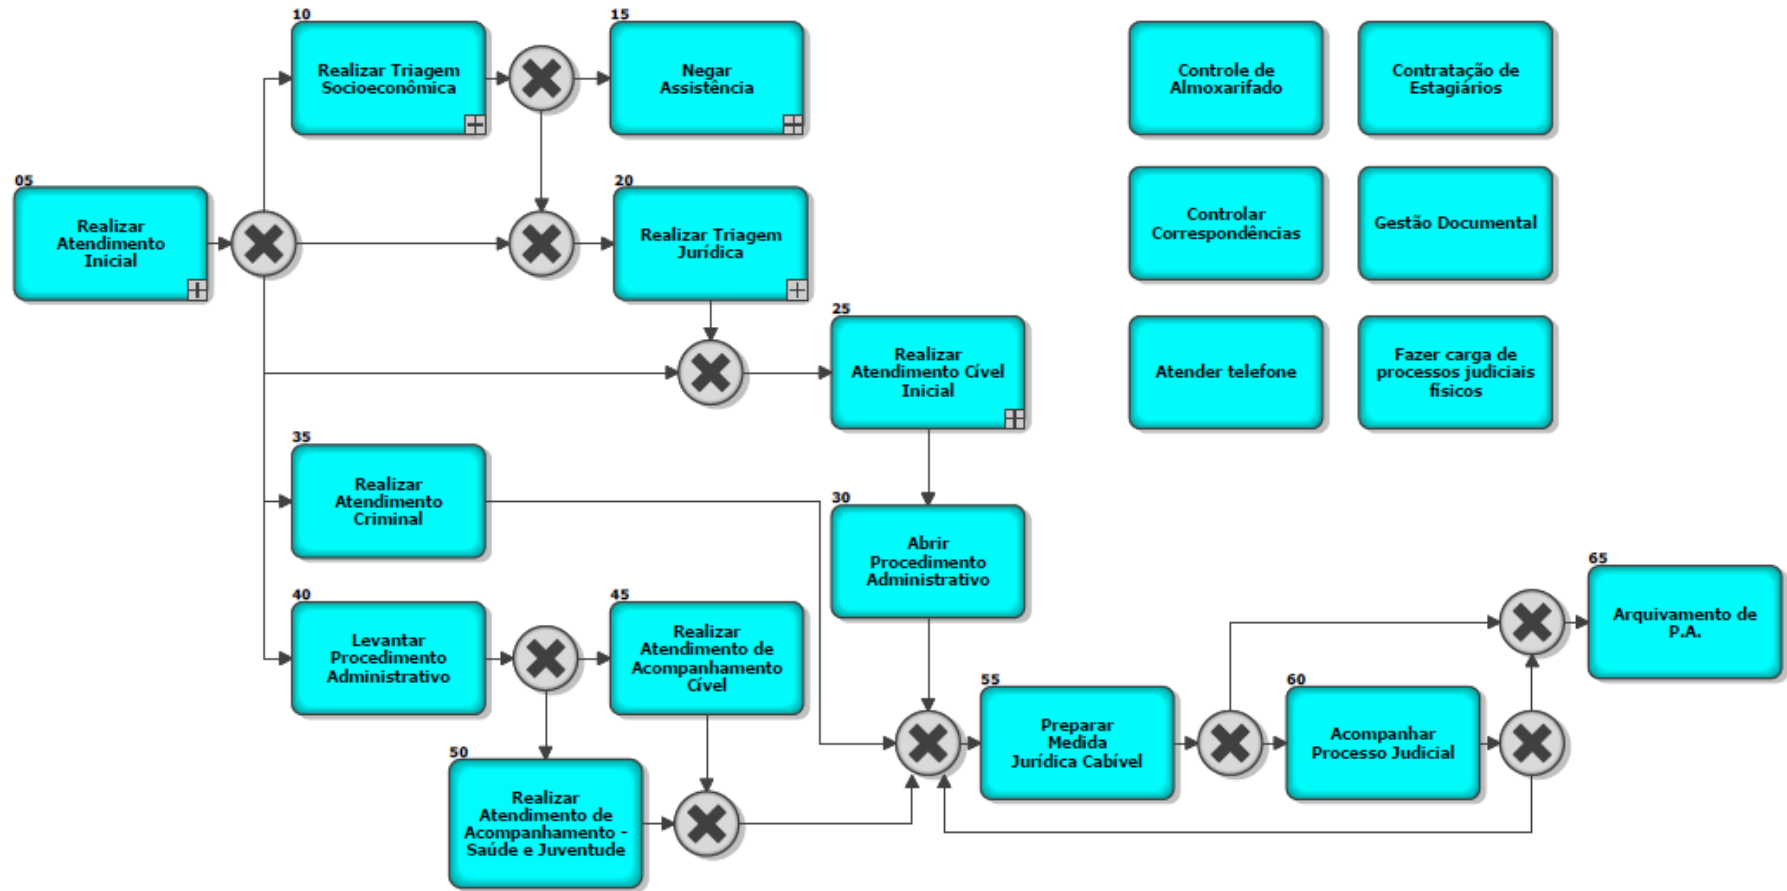 10
Realizar Triagem
Socioeconômica
15
Negar
Assistência
Controle de
Almoxarifado
Contratação de
Estagiários
05
Realizar
Atendimento
Inicial
20
Realizar Triagem
Jurídica
Controlar
Correspondências
Gestão Documental
25
Realizar
Atendimento Cível
Inicial
Atender telefone
Fazer carga de
processos judiciais
físicos
35
Realizar
Atendimento
Criminal
30
Abrir
Procedimento
Administrativo
65
Arquivamento de
P.A.
40
Levantar
Procedimento
Administrativo
45
Realizar
Atendimento de
Acompanhamento
Cível
55
Preparar
Medida
Jurídica Cabível
60
Acompanhar
Processo Judicial
50
Realizar
Atendimento de
Acompanhamento -
Saúde e Juventude